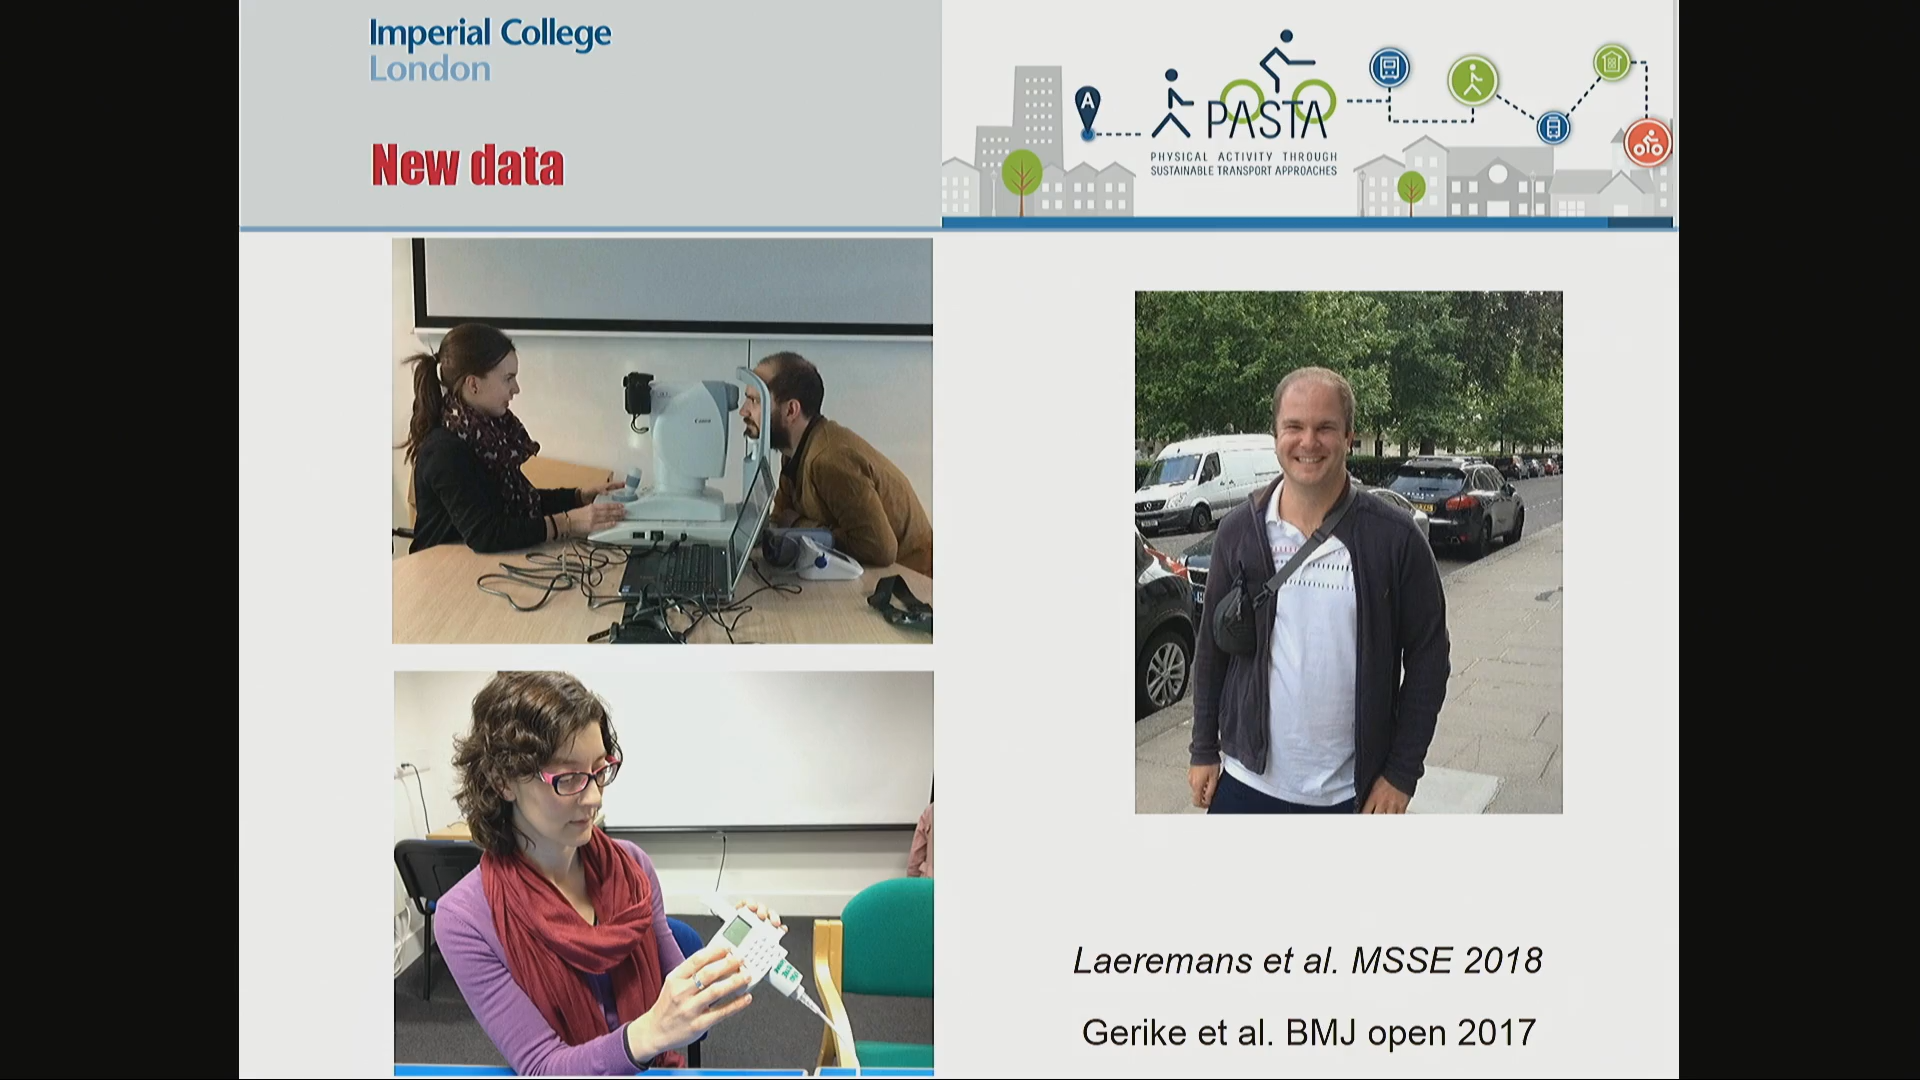 Imperial College
London
New data
A
PASTA
PHYSICAL ACTIVITY THROUGH
SUSTAINABLE TRANSPORT APPROACHES
Canon
Laeremans et al. MSSE 2018
Gerike et al. BMJ open 2017